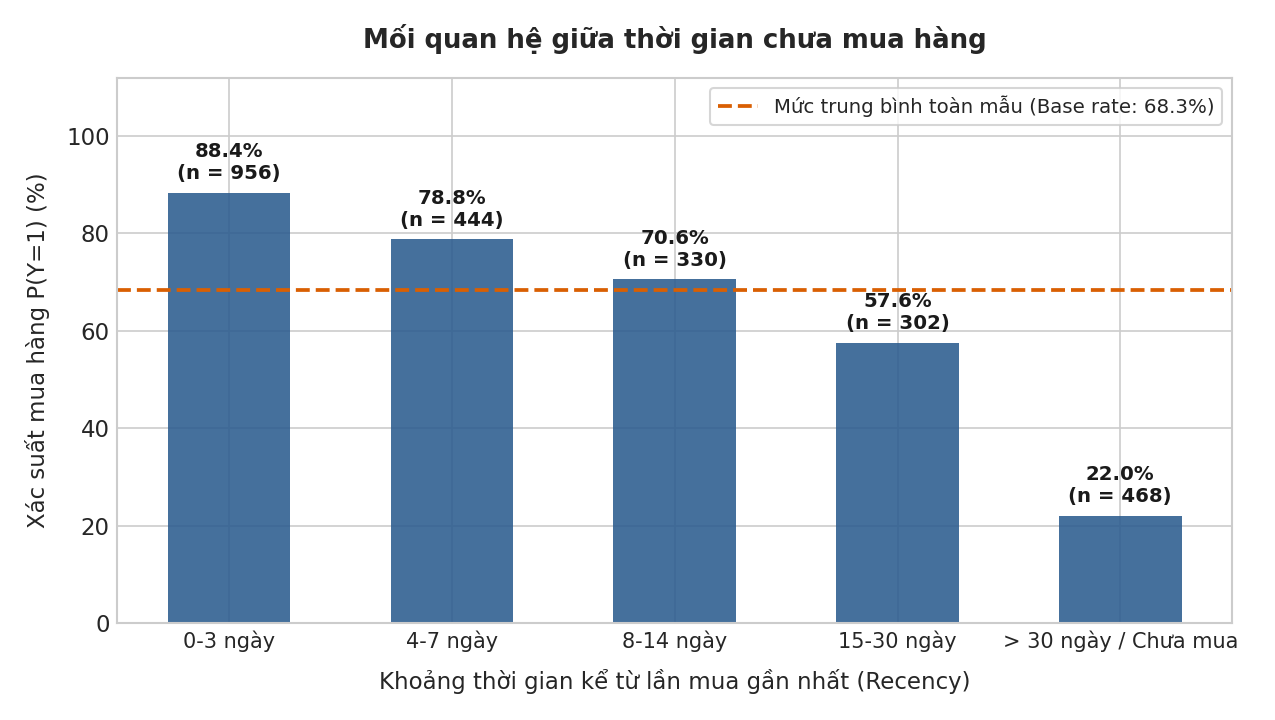 Mối quan hệ giữa thời gian chưa mua hàng
Mức trung bình toàn mẫu (Base rate: 68.3%)
Xác suất mua hàng P(Y=1) (%)
100
80
60
40
20
0
88.4%
(n = 956)
78.8%
(n = 444)
70.6%
(n = 330)
57.6%
(n = 302)
22.0%
(n = 468)
0-3 ngày
4-7 ngày
8-14 ngày
15-30 ngày
> 30 ngày / Chưa mua
Khoảng thời gian kể từ lần mua gần nhất (Recency)